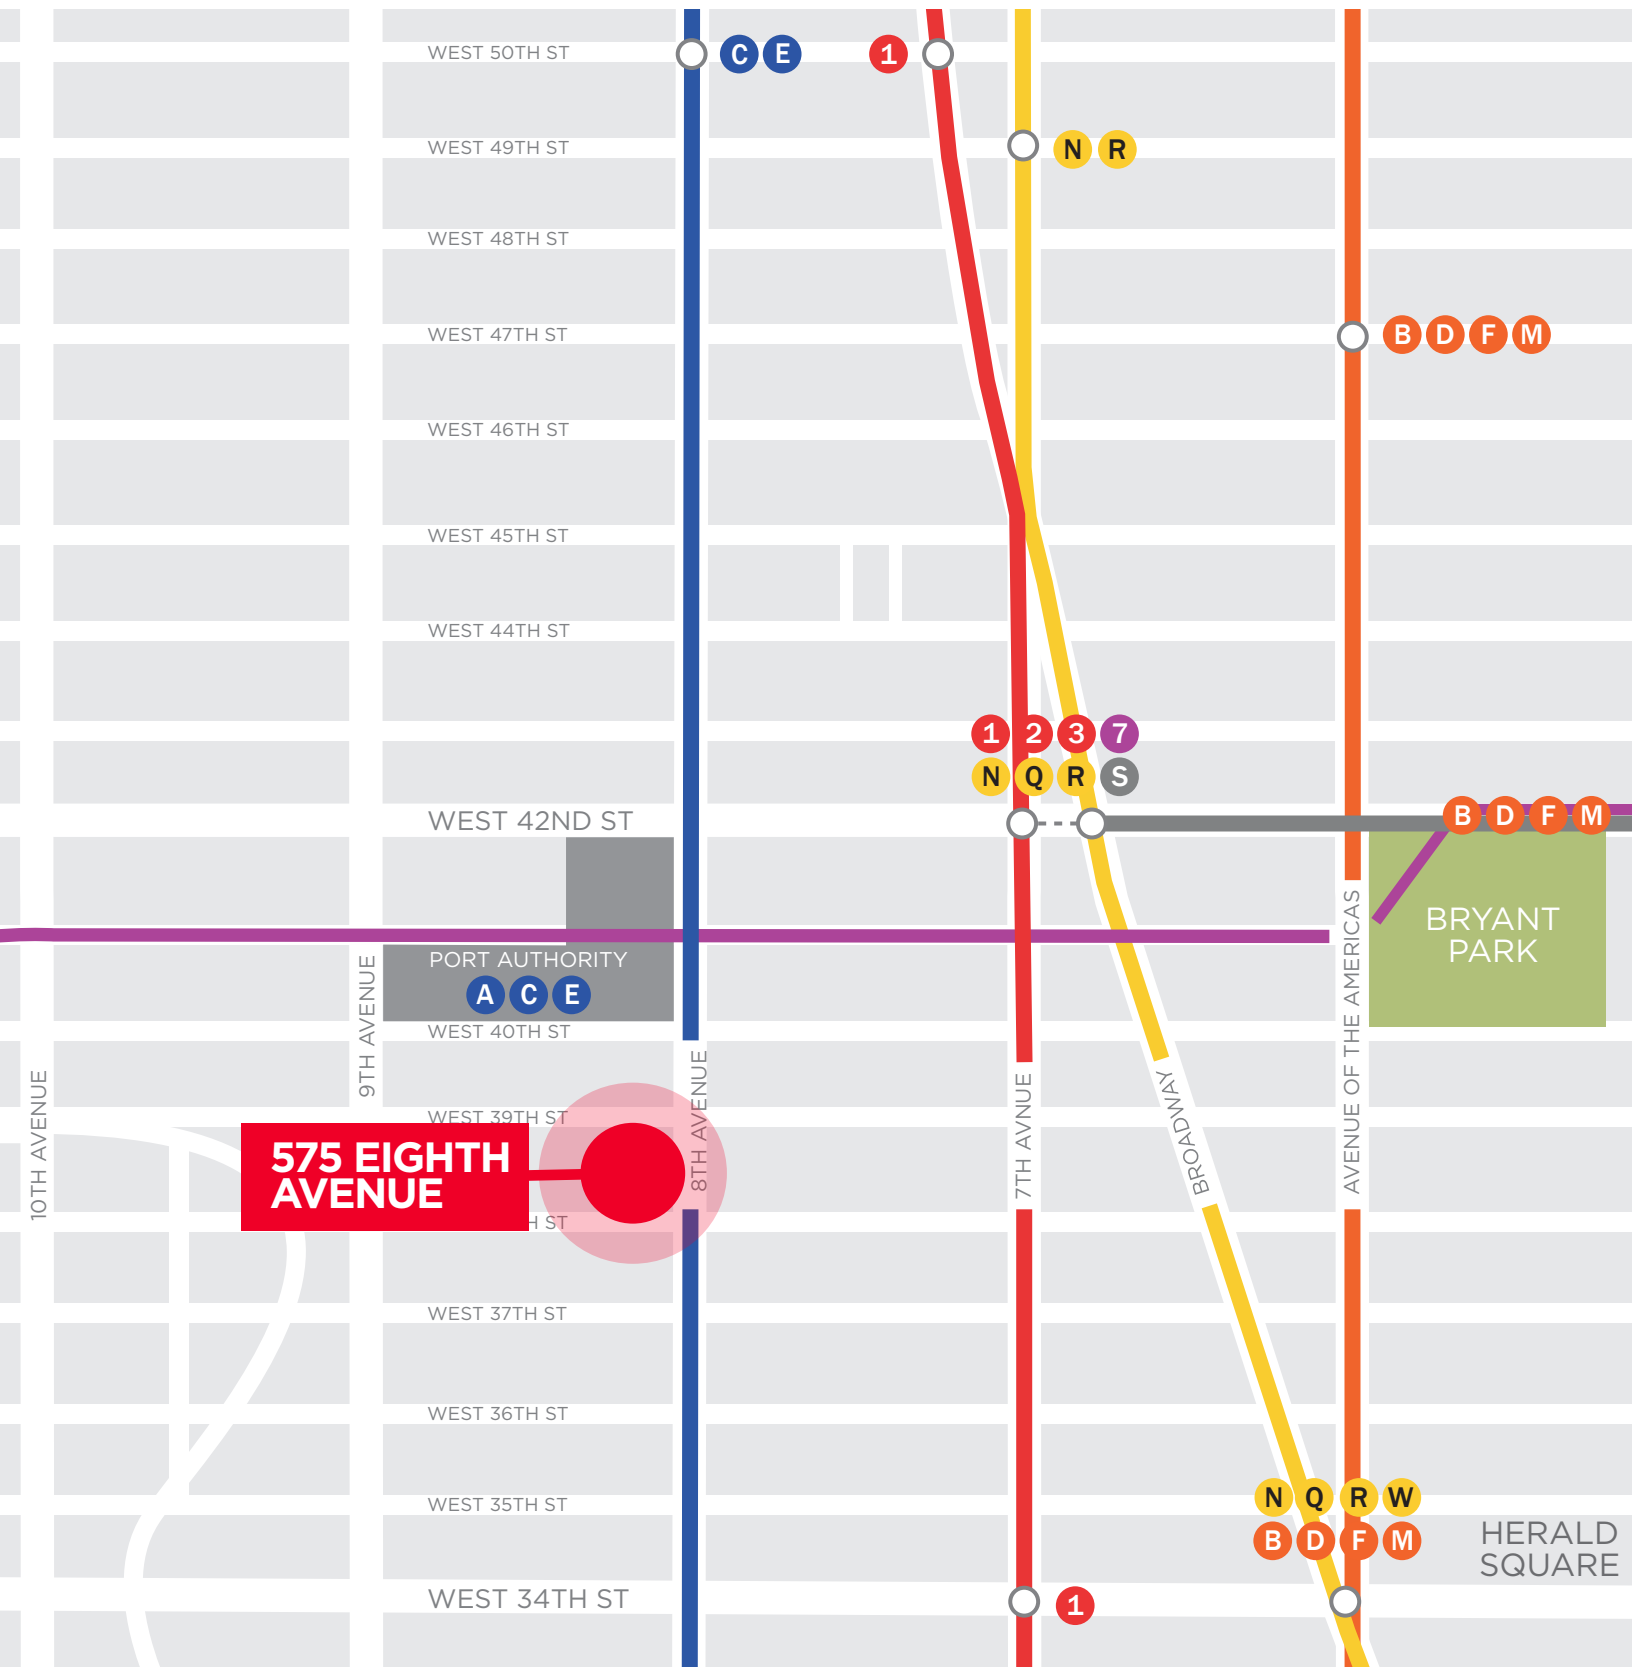 WEST 50TH ST
C E
1
WEST 49TH ST
N R
WEST 48TH ST
WEST 47TH ST
B D F M
WEST 46TH ST
WEST 45TH ST
WEST 44TH ST
1 2 3 7
N Q R S
WEST 42ND ST
B D F M
BRYANT
PARK
PORT AUTHORITY
A C E
WEST 40TH ST
9TH AVENUE
10TH AVENUE
8TH AVENUE
7TH AVNUE
BROADWAY
AVENUE OF THE AMERICAS
WEST 39TH ST
575 EIGHTH
AVENUE
H ST
WEST 37TH ST
WEST 36TH ST
WEST 35TH ST
N Q R W
B D F M
HERALD
SQUARE
WEST 34TH ST
1